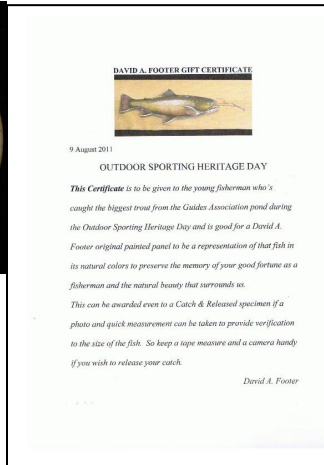 DAVID A. FOOTER GIFT CERTIFICATE
9 August 2011
OUTDOOR SPORTING HERITAGE DAY
This Certificate is to be given to the young fisherman who's
caught the biggest trout from the Guides Association pond during
the Outdoor Sporting Heritage Day and is good for a David A.
Footer original painted panel to be a representation of that fish in
its natural colors to preserve the memory of your good fortune as a
fisherman and the natural beauty that surrounds us.
This can be awarded even to a Catch & Released specimen if a
photo and quick measurement can be taken to provide verification
to the size of the fish. So keep a tape measure and a camera handy
if you wish to release your catch.
David A. Footer